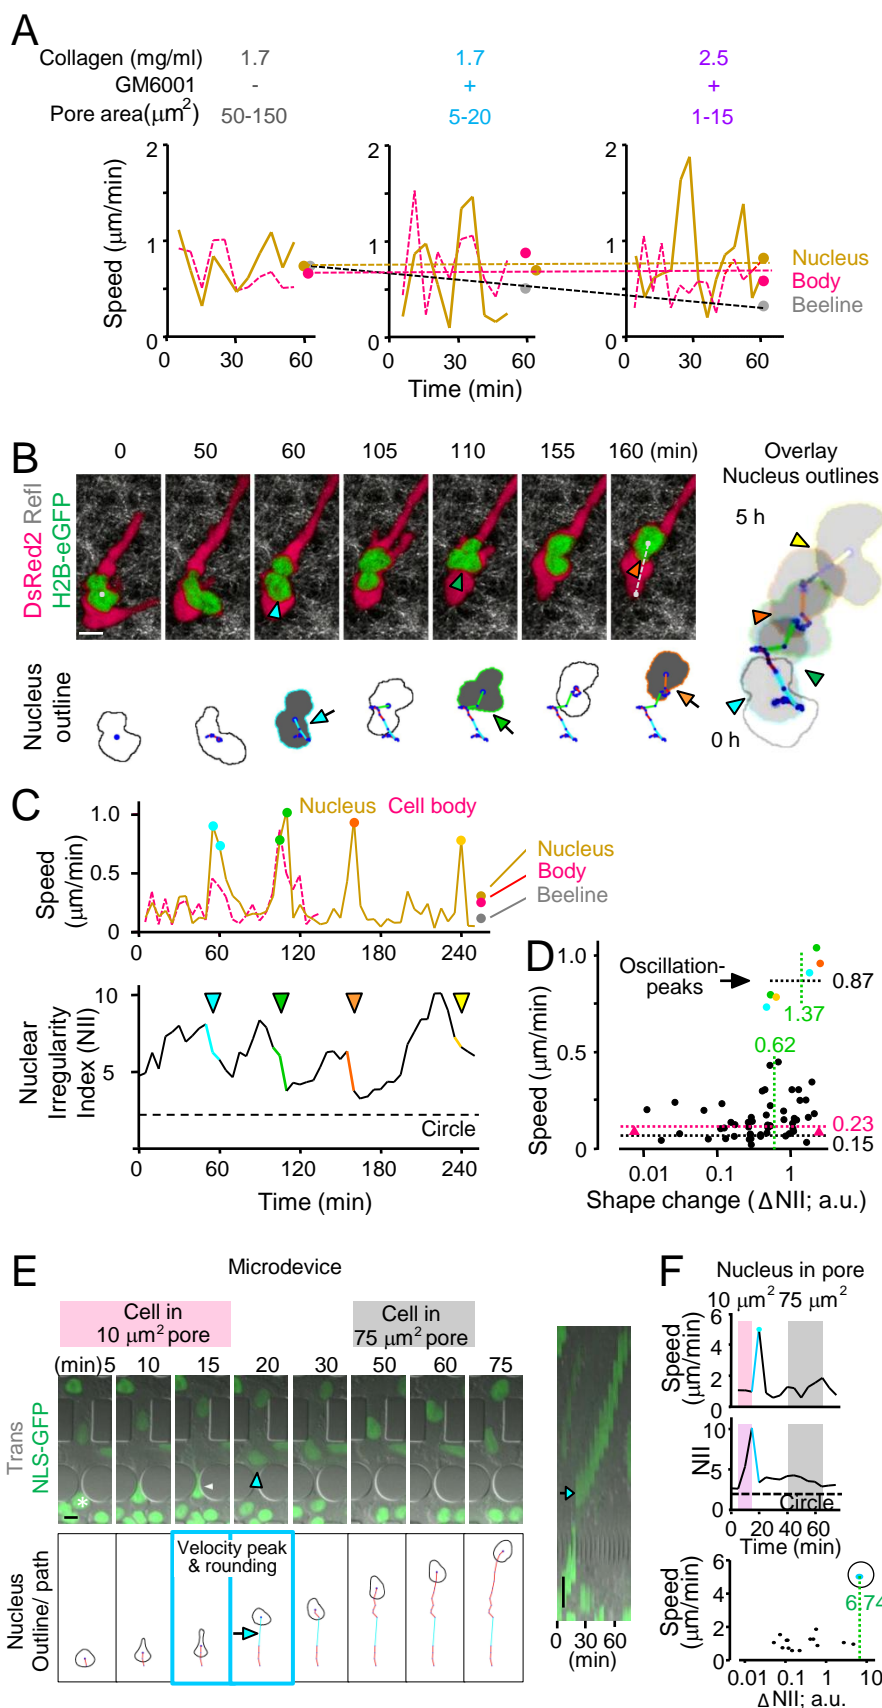 A
Collagen (mg/ml) 1.7 1.7 2.5
GM6001 - + +
Pore area(μm²) 50-150 5-20 1-15
2 2 2
Speed (μm/min)
1 1 1
0 0 0
Nucleus
Body
Beeline
0 30 60 0 30 60 0 30 60
Time (min)
B
0 50 60 105 110 155 160 (min)
Overlay
Nucleus outlines
DsRed2 Refl
H2B-eGFP
5 h
0 h
Nucleus
outline
C
Nucleus Cell body
Speed
(μm/min)
1.0
0.5
0
Nucleus
Body
Beeline
0 60 120 180 240
Nuclear
Irregularity
Index (NII)
10
5
Circle
0 60 120 180 240
Time (min)
D
Speed (μm/min)
1.0
0.5
0
Oscillation-
peaks
0.87
1.37
0.62
0.23
0.15
0.01 0.1 1
Shape change (ΔNII; a.u.)
E
Microdevice
Cell in
10 μm² pore
Cell in
75 μm² pore
(min) 5 10 15 20 30 50 60 75
Trans
NLS-GFP
*
Velocity peak
& rounding
Nucleus
Outline/ path
0 30 60
(min)
F
Nucleus in pore
10 μm² 75 μm²
Speed
(μm/min)
6
4
2
0
NII
10
5
0
Circle
0 20 40 60
Time (min)
Speed
(μm/min)
6
4
2
0
6.74
0.01 0.1 1 10
ΔNII; a.u.